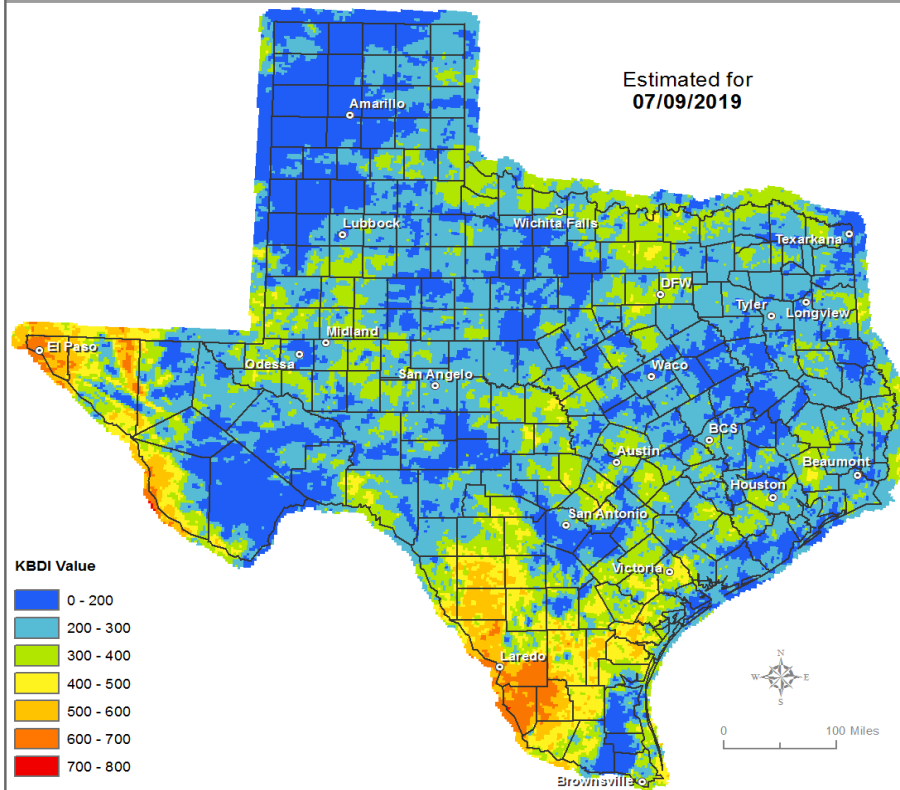 Estimated for
07/09/2019
Amarillo
Lubbock
Wichita Falls
Texarkana
DFW
Tyler
Longview
El Paso
Midland
Odessa
San Angelo
Waco
BCS
Austin
Beaumont
Houston
San Antonio
Victoria
Laredo
Brownsville
KBDI Value
0 - 200
200 - 300
300 - 400
400 - 500
500 - 600
600 - 700
700 - 800
N
W E
S
0 100 Miles